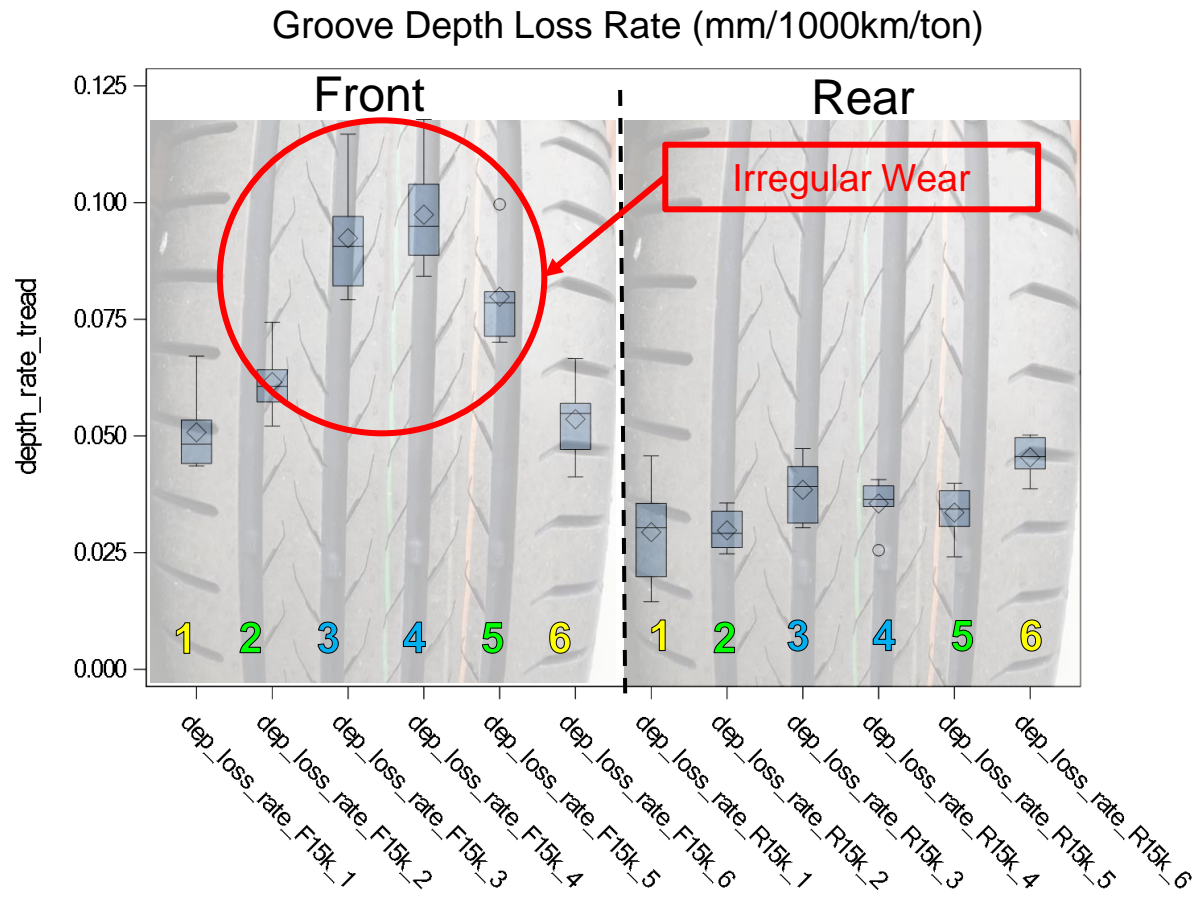 Groove Depth Loss Rate (mm/1000km/ton)
Front
Rear
Irregular Wear
depth_rate_tread
0.125
0.100
0.075
0.050
0.025
0.000
1 2 3 4 5 6 1 2 3 4 5 6
dep_loss_rate_F15k_1
dep_loss_rate_F15k_2
dep_loss_rate_F15k_3
dep_loss_rate_F15k_4
dep_loss_rate_F15k_5
dep_loss_rate_F15k_6
dep_loss_rate_R15k_1
dep_loss_rate_R15k_2
dep_loss_rate_R15k_3
dep_loss_rate_R15k_4
dep_loss_rate_R15k_5
dep_loss_rate_R15k_6